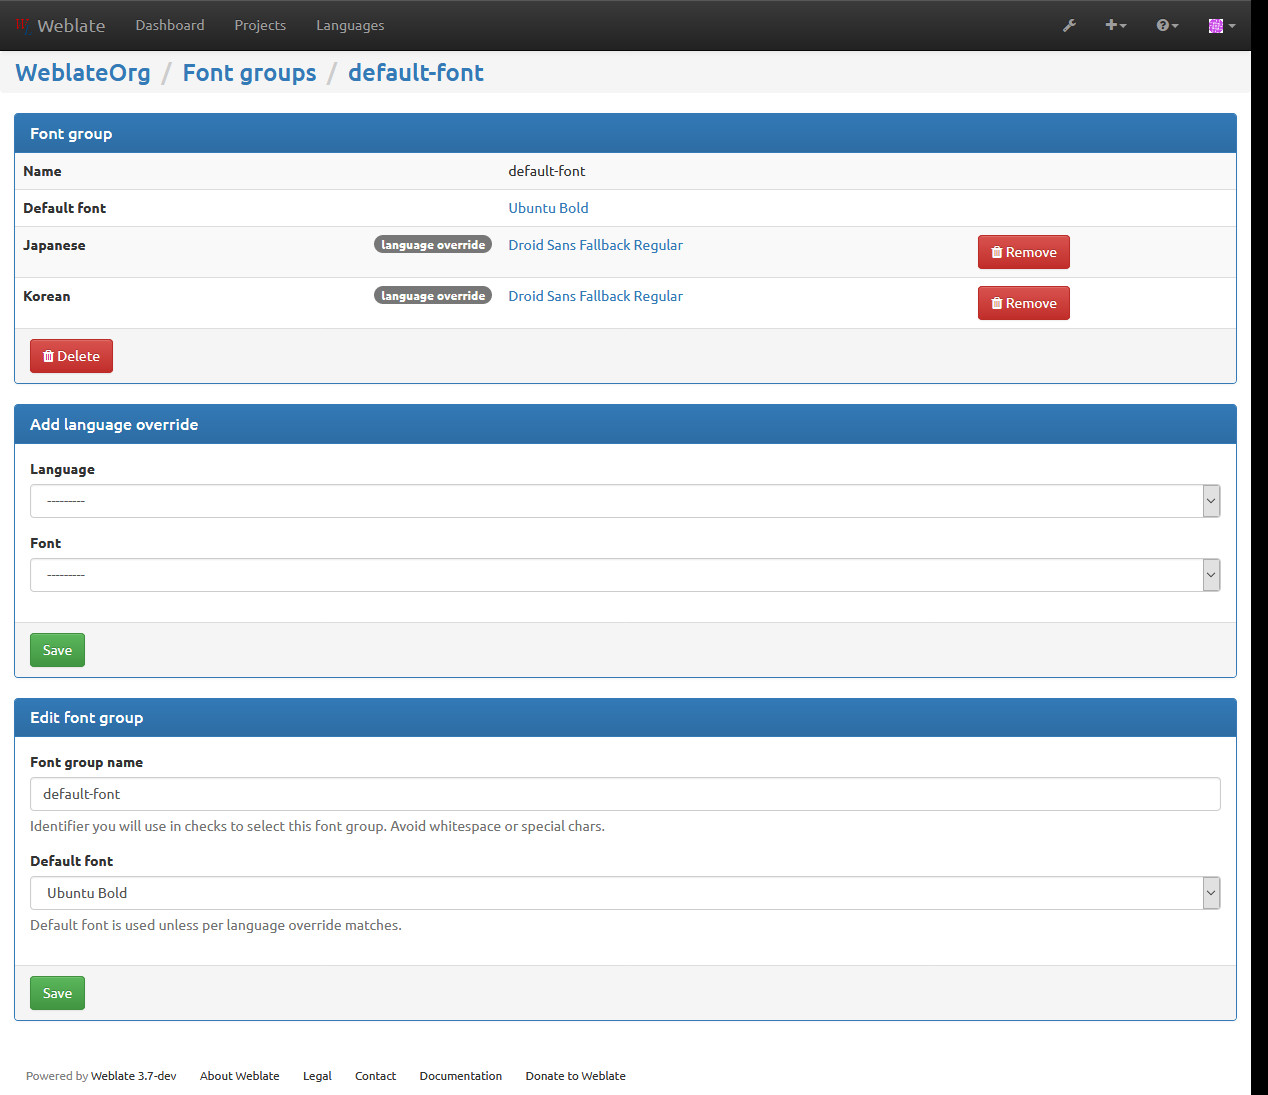 Weblate Dashboard Projects Languages
WeblateOrg / Font groups / default-font
Font group
Name default-font
Default font Ubuntu Bold
Japanese language override Droid Sans Fallback Regular Remove
Korean language override Droid Sans Fallback Regular Remove
Delete
Add language override
Language
---------
Font
---------
Save
Edit font group
Font group name
default-font
Identifier you will use in checks to select this font group. Avoid whitespace or special chars.
Default font
Ubuntu Bold
Default font is used unless per language override matches.
Save
Powered by Weblate 3.7-dev About Weblate Legal Contact Documentation Donate to Weblate